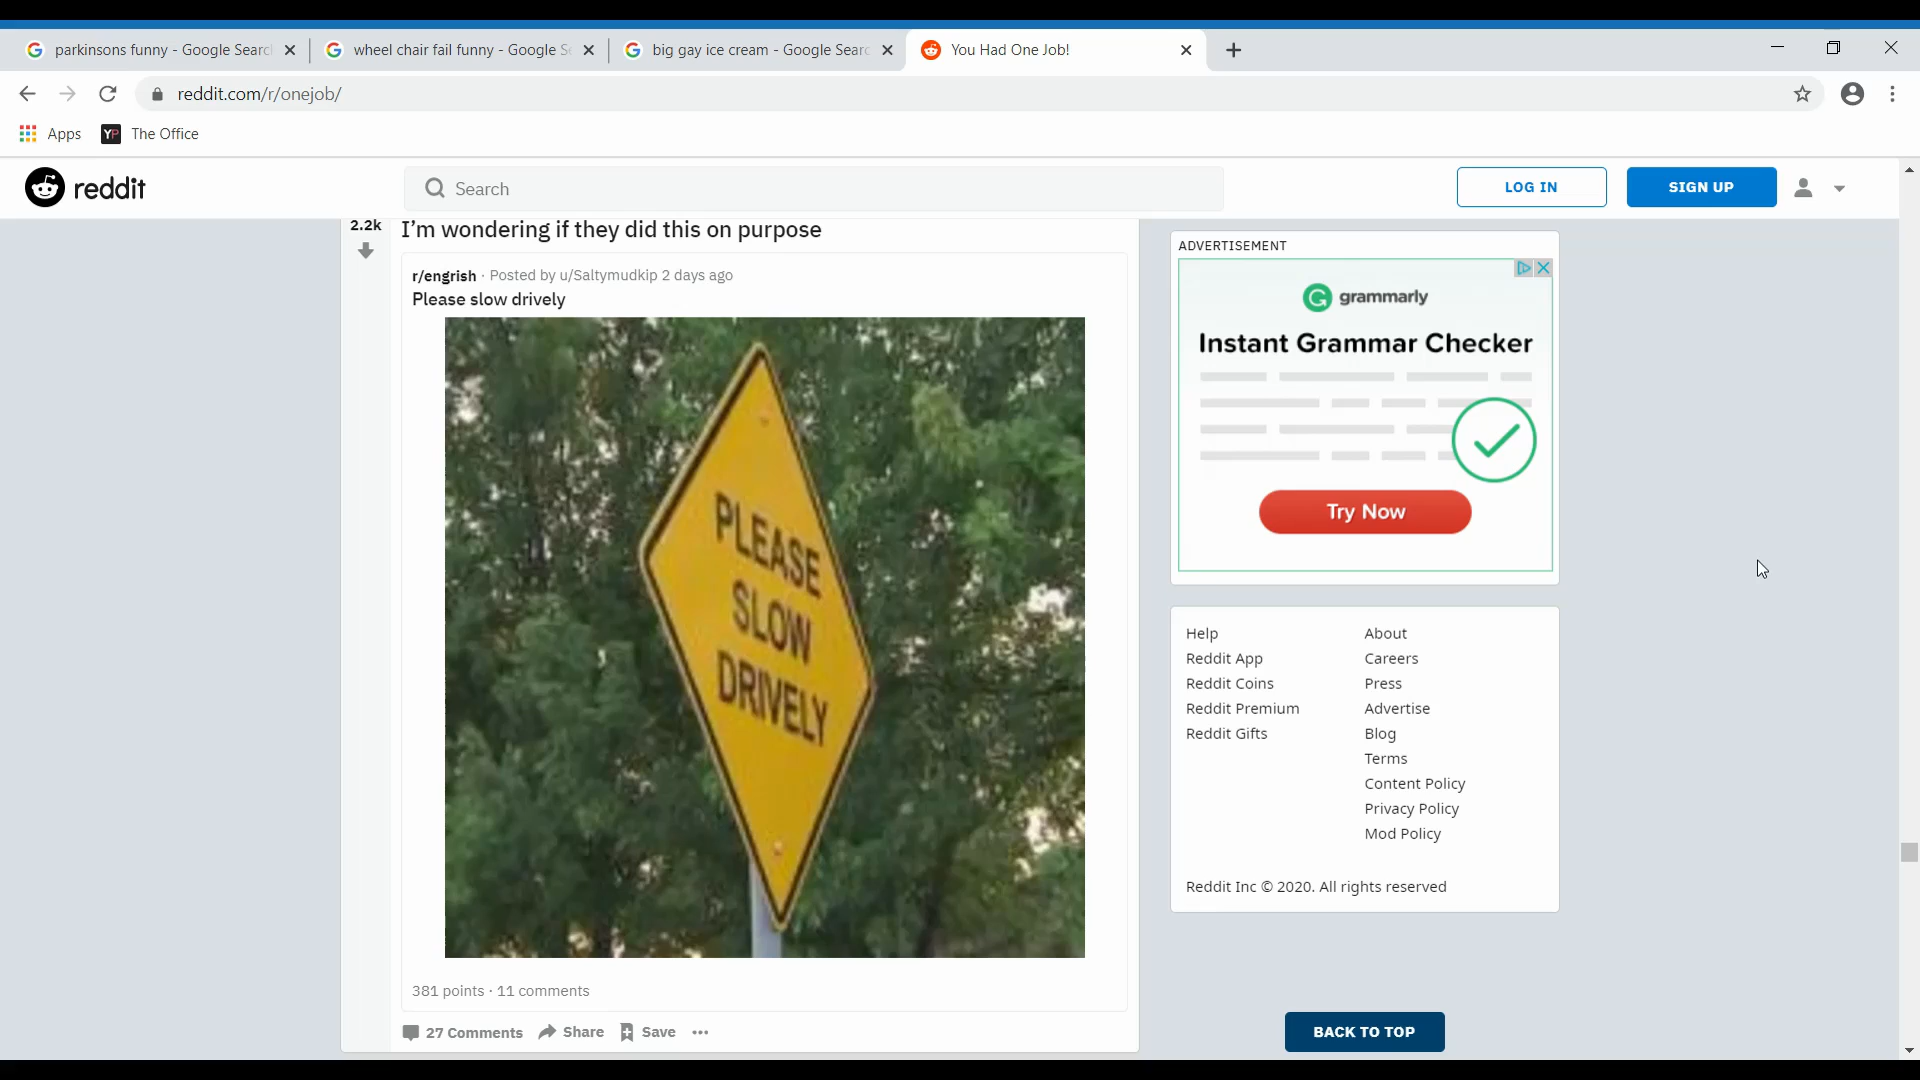 parkinsons funny - Google Searc
wheel chair fail funny - Google S
big gay ice cream - Google Searc
You Had One Job!
reddit.com/r/onejob/
Apps
YP The Office
reddit
Search
LOG IN
SIGN UP
2.2k
I'm wondering if they did this on purpose
r/engrish · Posted by u/Saltymudkip 2 days ago
Please slow drively
PLEASE
SLOW
DRIVELY
381 points · 11 comments
27 Comments Share Save ...
ADVERTISEMENT
grammarly
Instant Grammar Checker
Try Now
Help
Reddit App
Reddit Coins
Reddit Premium
Reddit Gifts
About
Careers
Press
Advertise
Blog
Terms
Content Policy
Privacy Policy
Mod Policy
Reddit Inc © 2020. All rights reserved
BACK TO TOP